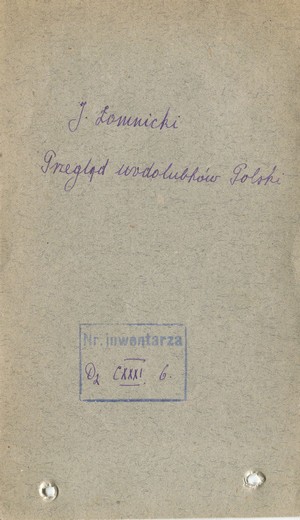 J. Łomnicki
Przegląd wodolubków Polski
Nr. inwentarza
Dz CXXXI. 6.